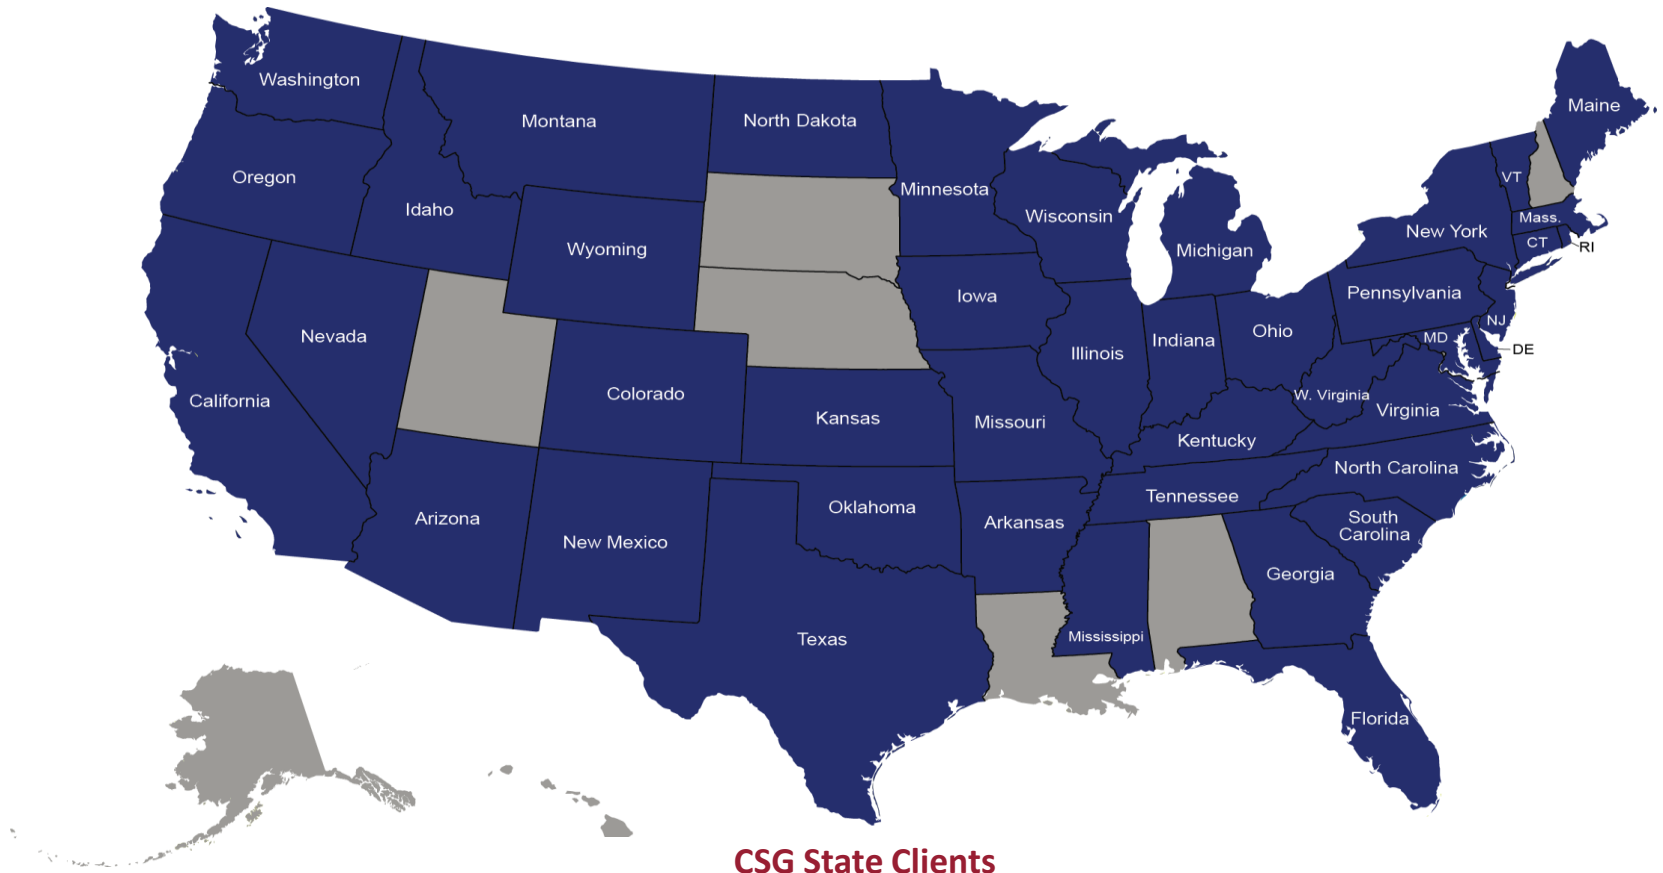 Washington
Montana
North Dakota
Maine
Oregon
Idaho
Minnesota
VT
Wisconsin
Mass.
New York
CT
RI
Wyoming
Michigan
Iowa
Pennsylvania
Nevada
Illinois
Indiana
Ohio
NJ
MD
DE
California
Colorado
Kansas
Missouri
W. Virginia
Virginia
Kentucky
North Carolina
Tennessee
Arizona
New Mexico
Oklahoma
Arkansas
South
Carolina
Georgia
Texas
Mississippi
Florida
CSG State Clients